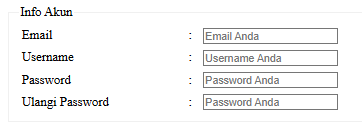 Info Akun
Email : Email Anda
Username : Username Anda
Password : Password Anda
Ulangi Password : Password Anda